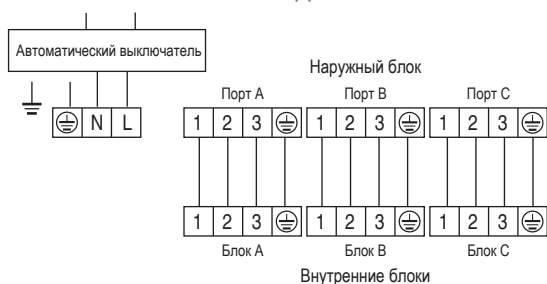 Автоматический выключатель
N L
Наружный блок
Порт A Порт B Порт C
1 2 3 1 2 3 1 2 3
1 2 3 1 2 3 1 2 3
Блок A Блок B Блок C
Внутренние блоки